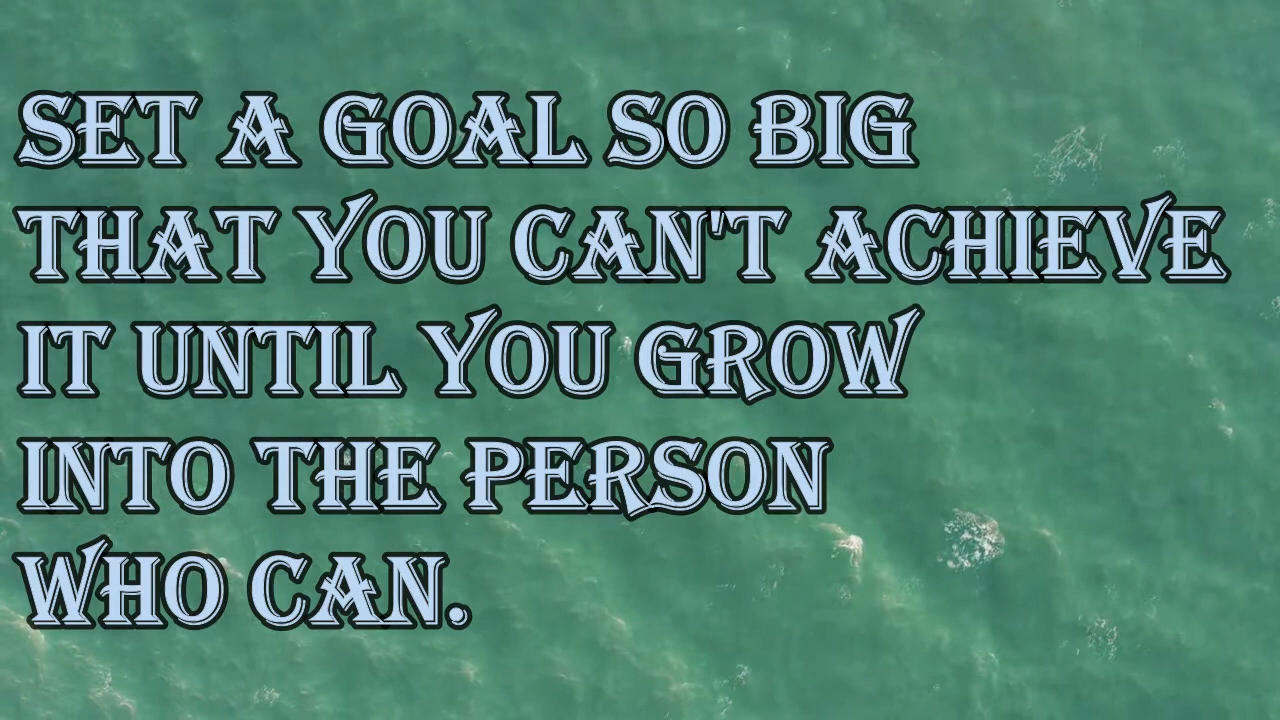 SET A GOAL SO BIG
THAT YOU CAN'T ACHIEVE
IT UNTIL YOU GROW
INTO THE PERSON
WHO CAN.